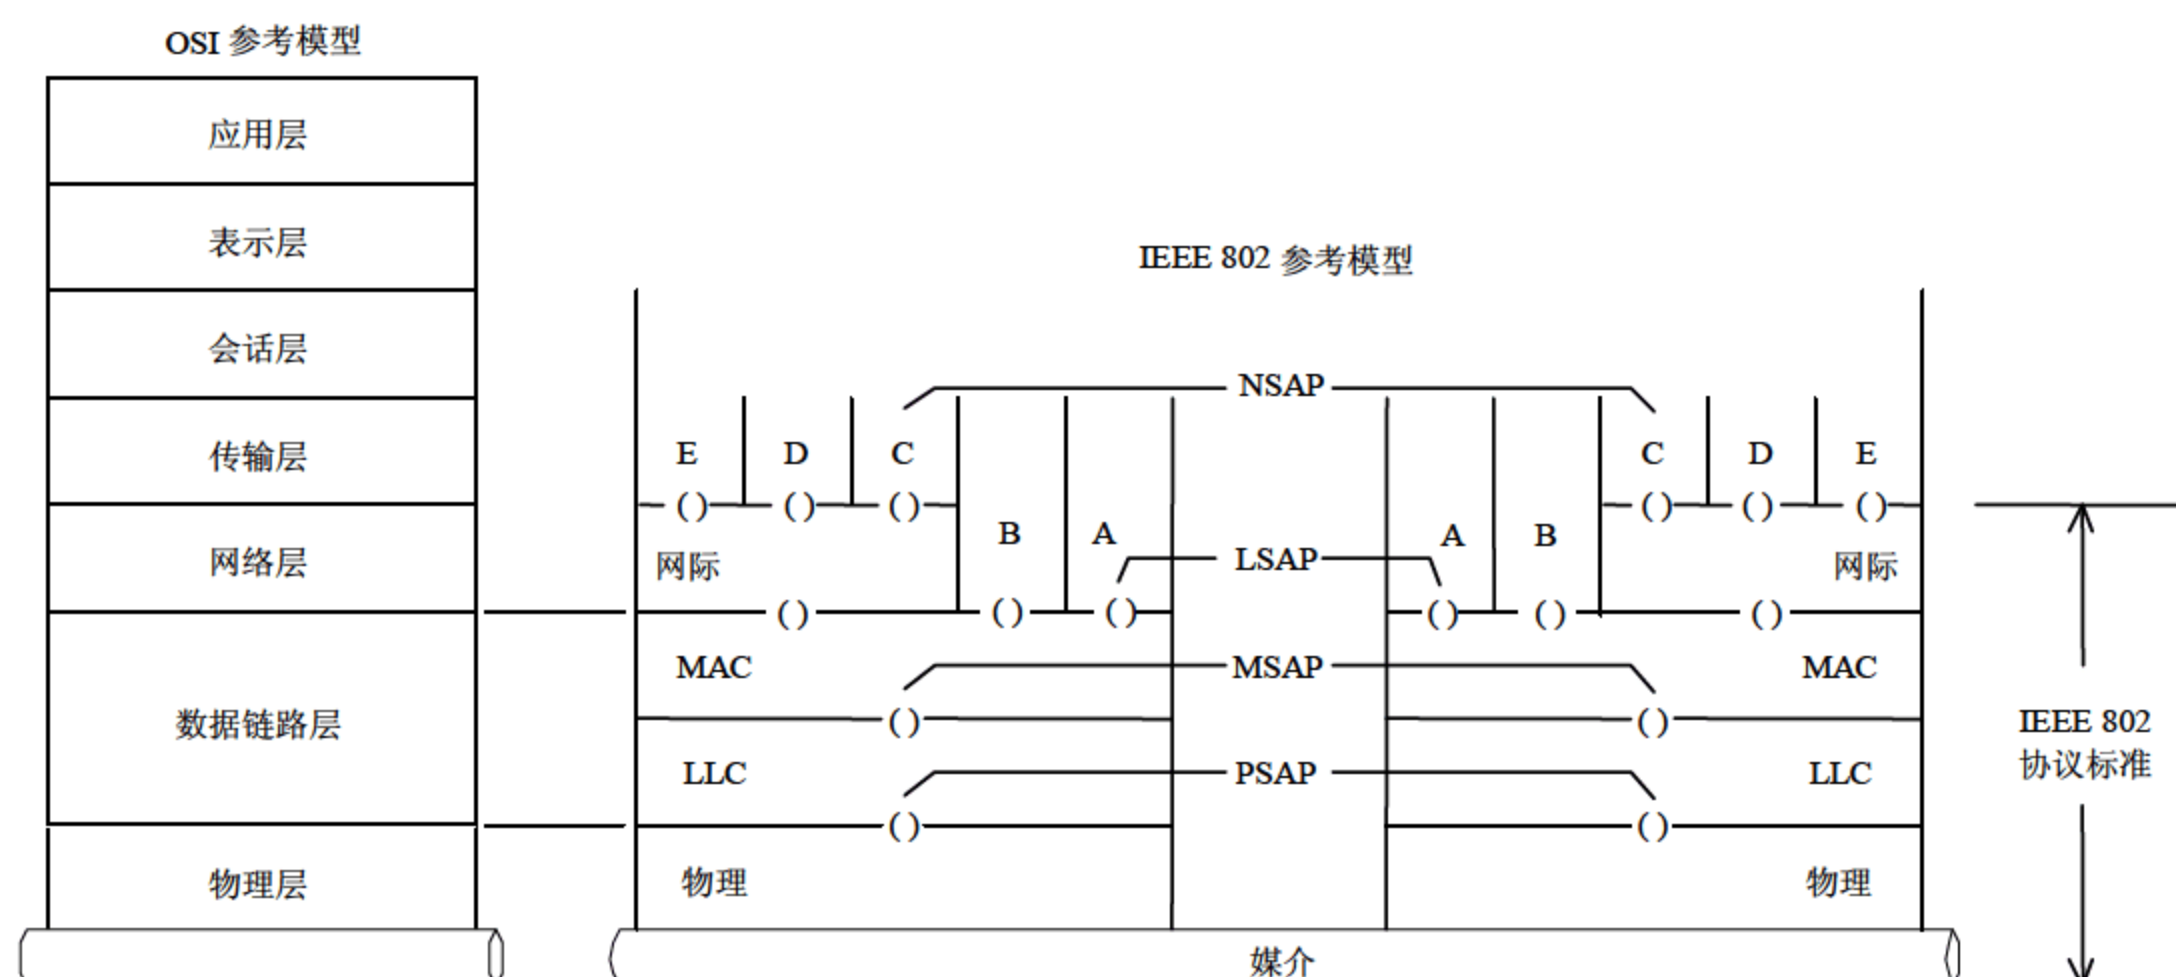 OSI 参考模型
应用层
表示层
会话层
传输层
网络层
数据链路层
物理层
IEEE 802 参考模型
NSAP
E D C C D E
( ) ( ) ( ) ( ) ( ) ( )
B A LSAP A B
网际 网际
( ) ( ) ( ) ( ) ( ) ( )
MAC MSAP MAC
( ) ( )
LLC PSAP LLC
( ) ( )
物理 物理
媒介
IEEE 802
协议标准